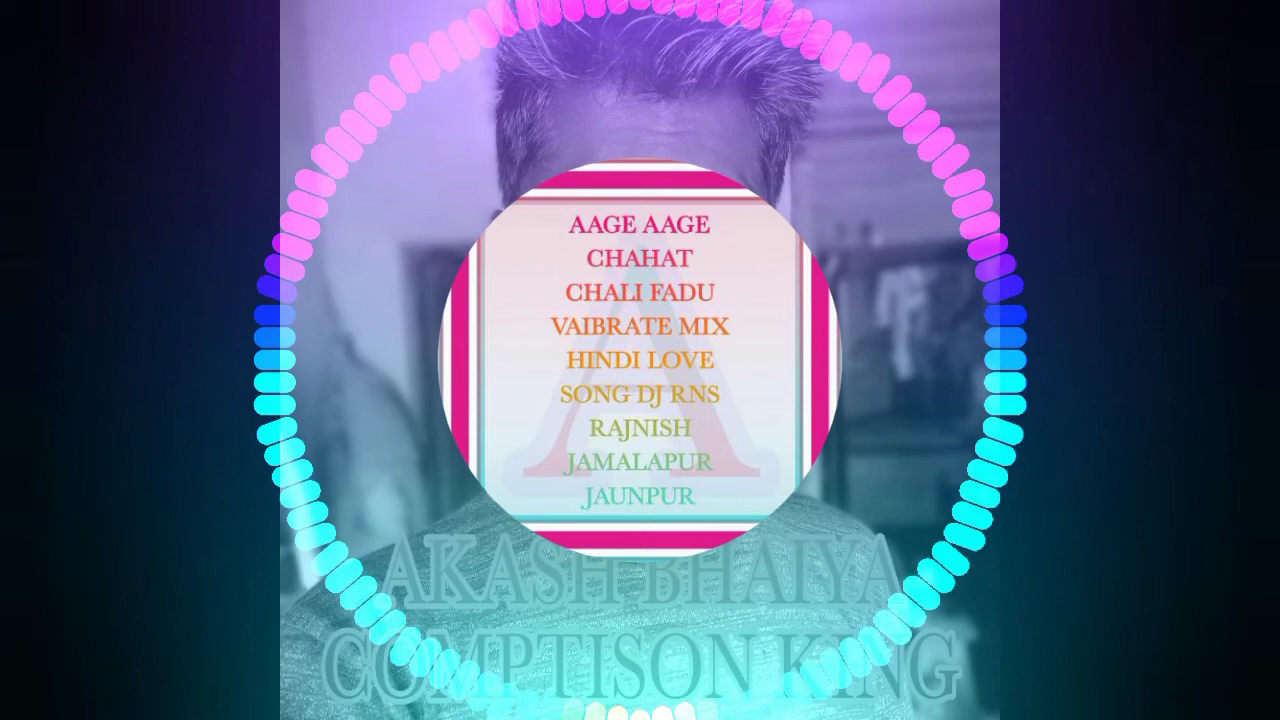 AAGE AAGE
CHAHAT
CHALI FADU
VAIBRATE MIX
HINDI LOVE
SONG DJ RNS
RAJNISH
JAMALAPUR
JAUNPUR
A
AKASH BHAIYA
COMPTISON KING